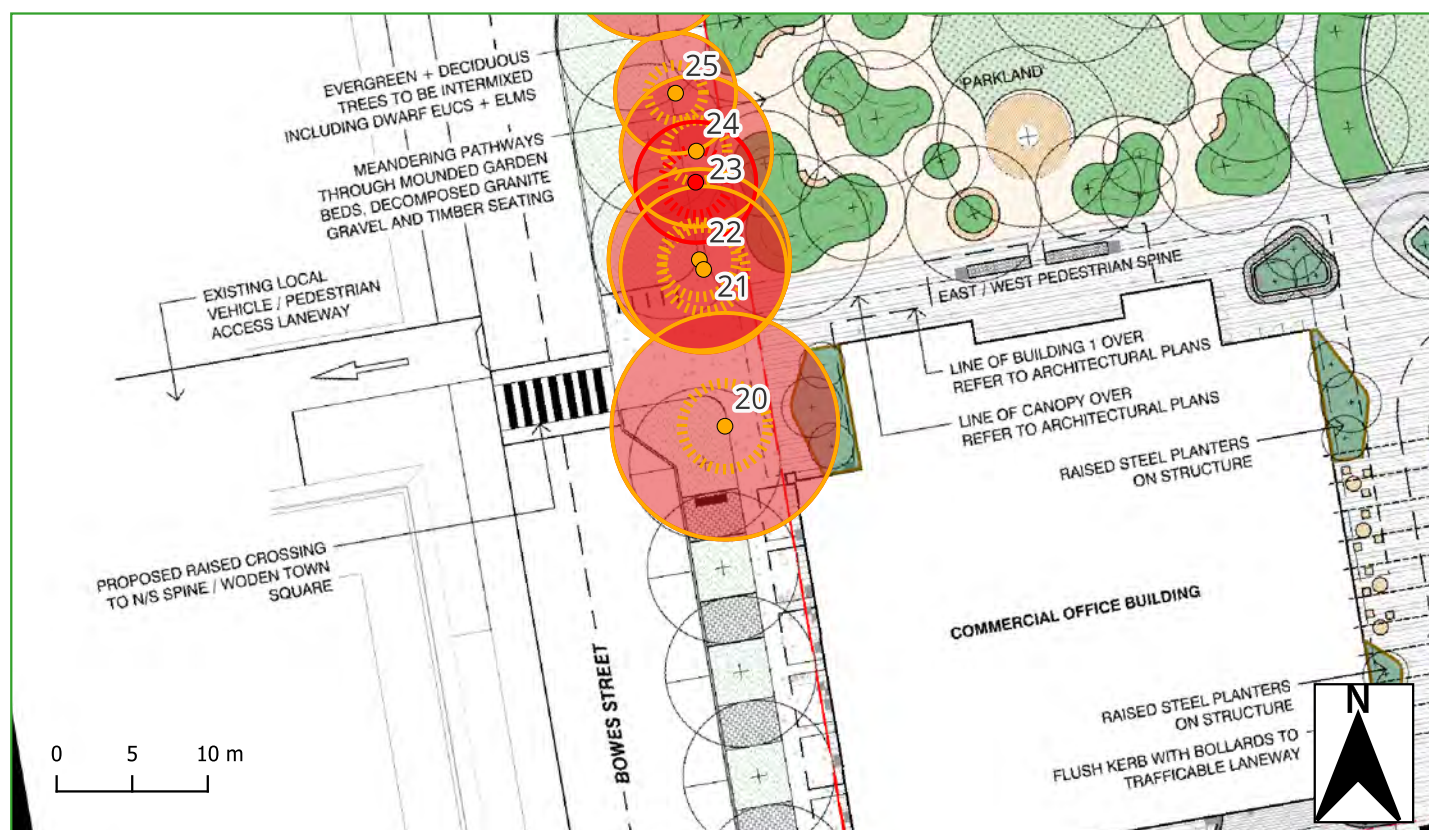 EVERGREEN + DECIDUOUS
TREES TO BE INTERMIXED
INCLUDING DWARF EUCS + ELMS
MEANDERING PATHWAYS
THROUGH MOUNDED GARDEN
BEDS, DECOMPOSED GRANITE
GRAVEL AND TIMBER SEATING
25
24
23
22
21
20
'PARKLAND'
EAST / WEST PEDESTRIAN SPINE
EXISTING LOCAL
VEHICLE / PEDESTRIAN
ACCESS LANEWAY
LINE OF BUILDING 1 OVER
REFER TO ARCHITECTURAL PLANS
LINE OF CANOPY OVER
REFER TO ARCHITECTURAL PLANS
RAISED STEEL PLANTERS
ON STRUCTURE
PROPOSED RAISED CROSSING
TO N/S SPINE / WODEN TOWN
SQUARE
COMMERCIAL OFFICE BUILDING
BOWES STREET
RAISED STEEL PLANTERS
ON STRUCTURE
FLUSH KERB WITH BOLLARDS TO
TRAFFICABLE LANEWAY
0 5 10 m
N